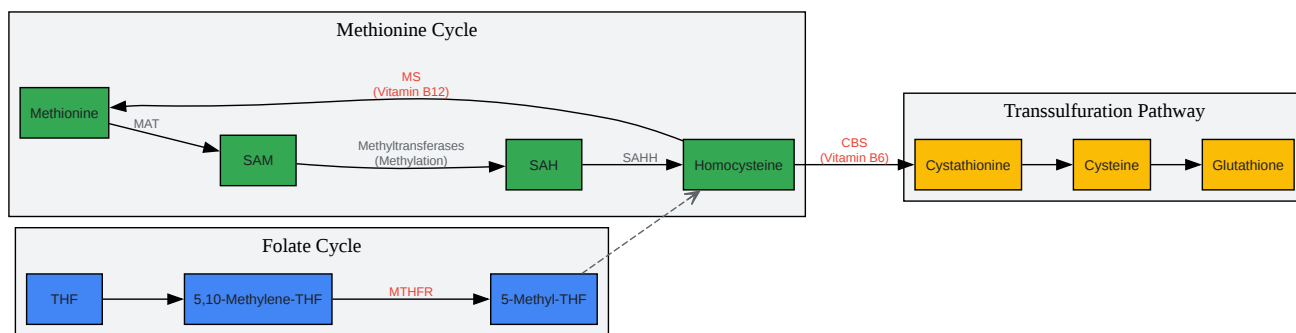 Methionine Cycle
MS
(Vitamin B12)
Methionine
MAT
SAM
Methyltransferases
(Methylation)
SAH
SAHH
Homocysteine
CBS
(Vitamin B6)
Transsulfuration Pathway
Cystathionine
Cysteine
Glutathione
Folate Cycle
THF
5,10-Methylene-THF
MTHFR
5-Methyl-THF